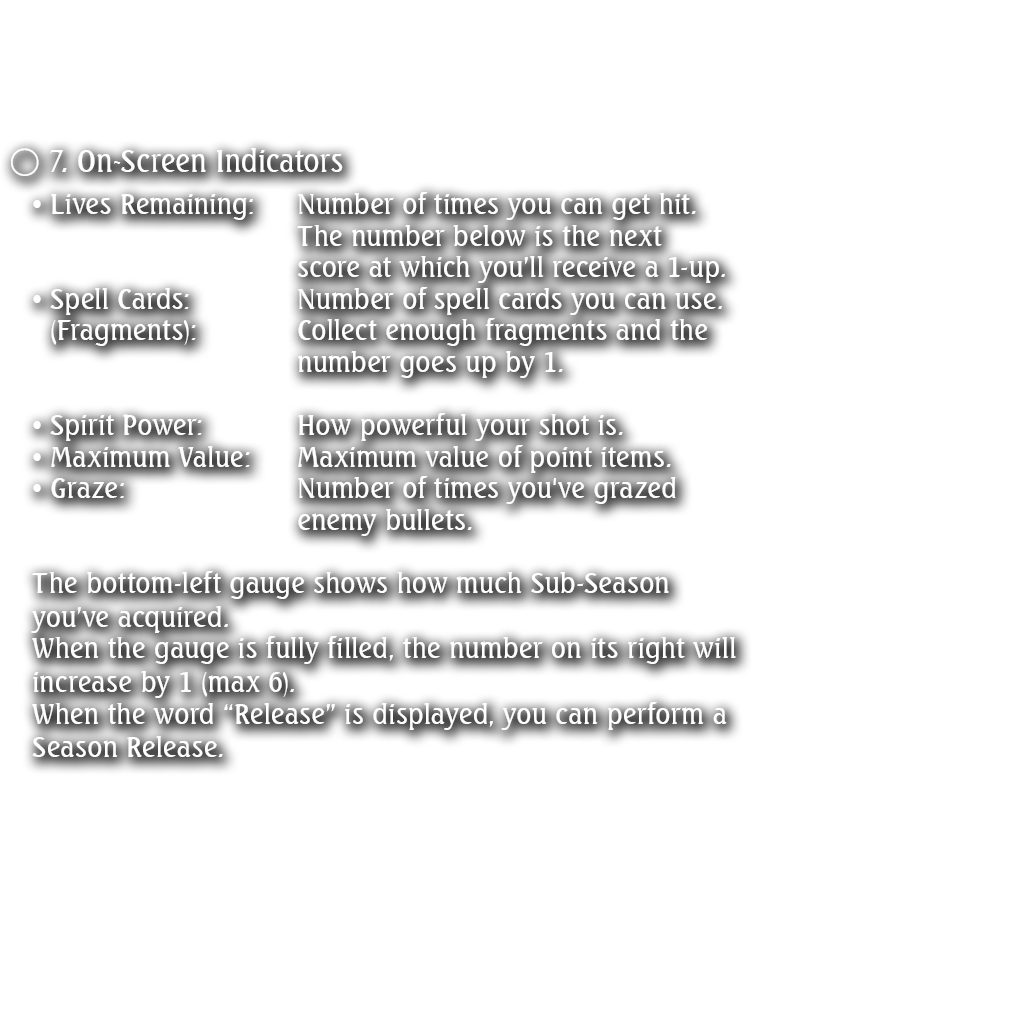 7. On-Screen Indicators
• Lives Remaining: Number of times you can get hit.
The number below is the next
score at which you'll receive a 1-up.
• Spell Cards: Number of spell cards you can use.
(Fragments): Collect enough fragments and the
number goes up by 1.
• Spirit Power: How powerful your shot is.
• Maximum Value: Maximum value of point items.
• Graze: Number of times you've grazed
enemy bullets.
The bottom-left gauge shows how much Sub-Season
you've acquired.
When the gauge is fully filled, the number on its right will
increase by 1 (max 6).
When the word “Release” is displayed, you can perform a
Season Release.